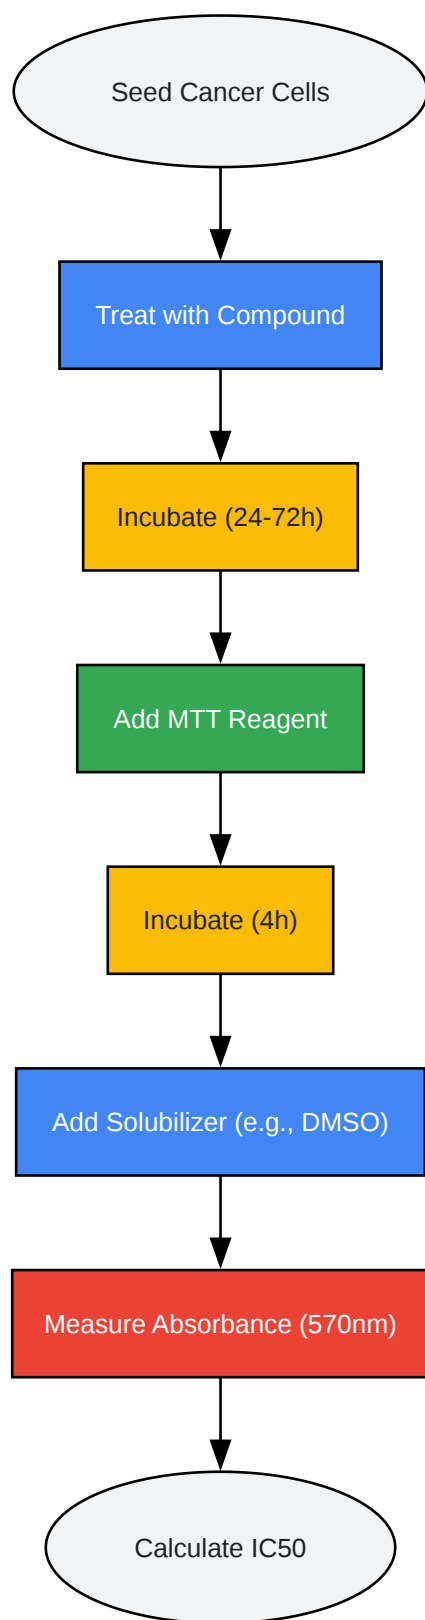 Seed Cancer Cells
Treat with Compound
Incubate (24-72h)
Add MTT Reagent
Incubate (4h)
Add Solubilizer (e.g., DMSO)
Measure Absorbance (570nm)
Calculate IC50